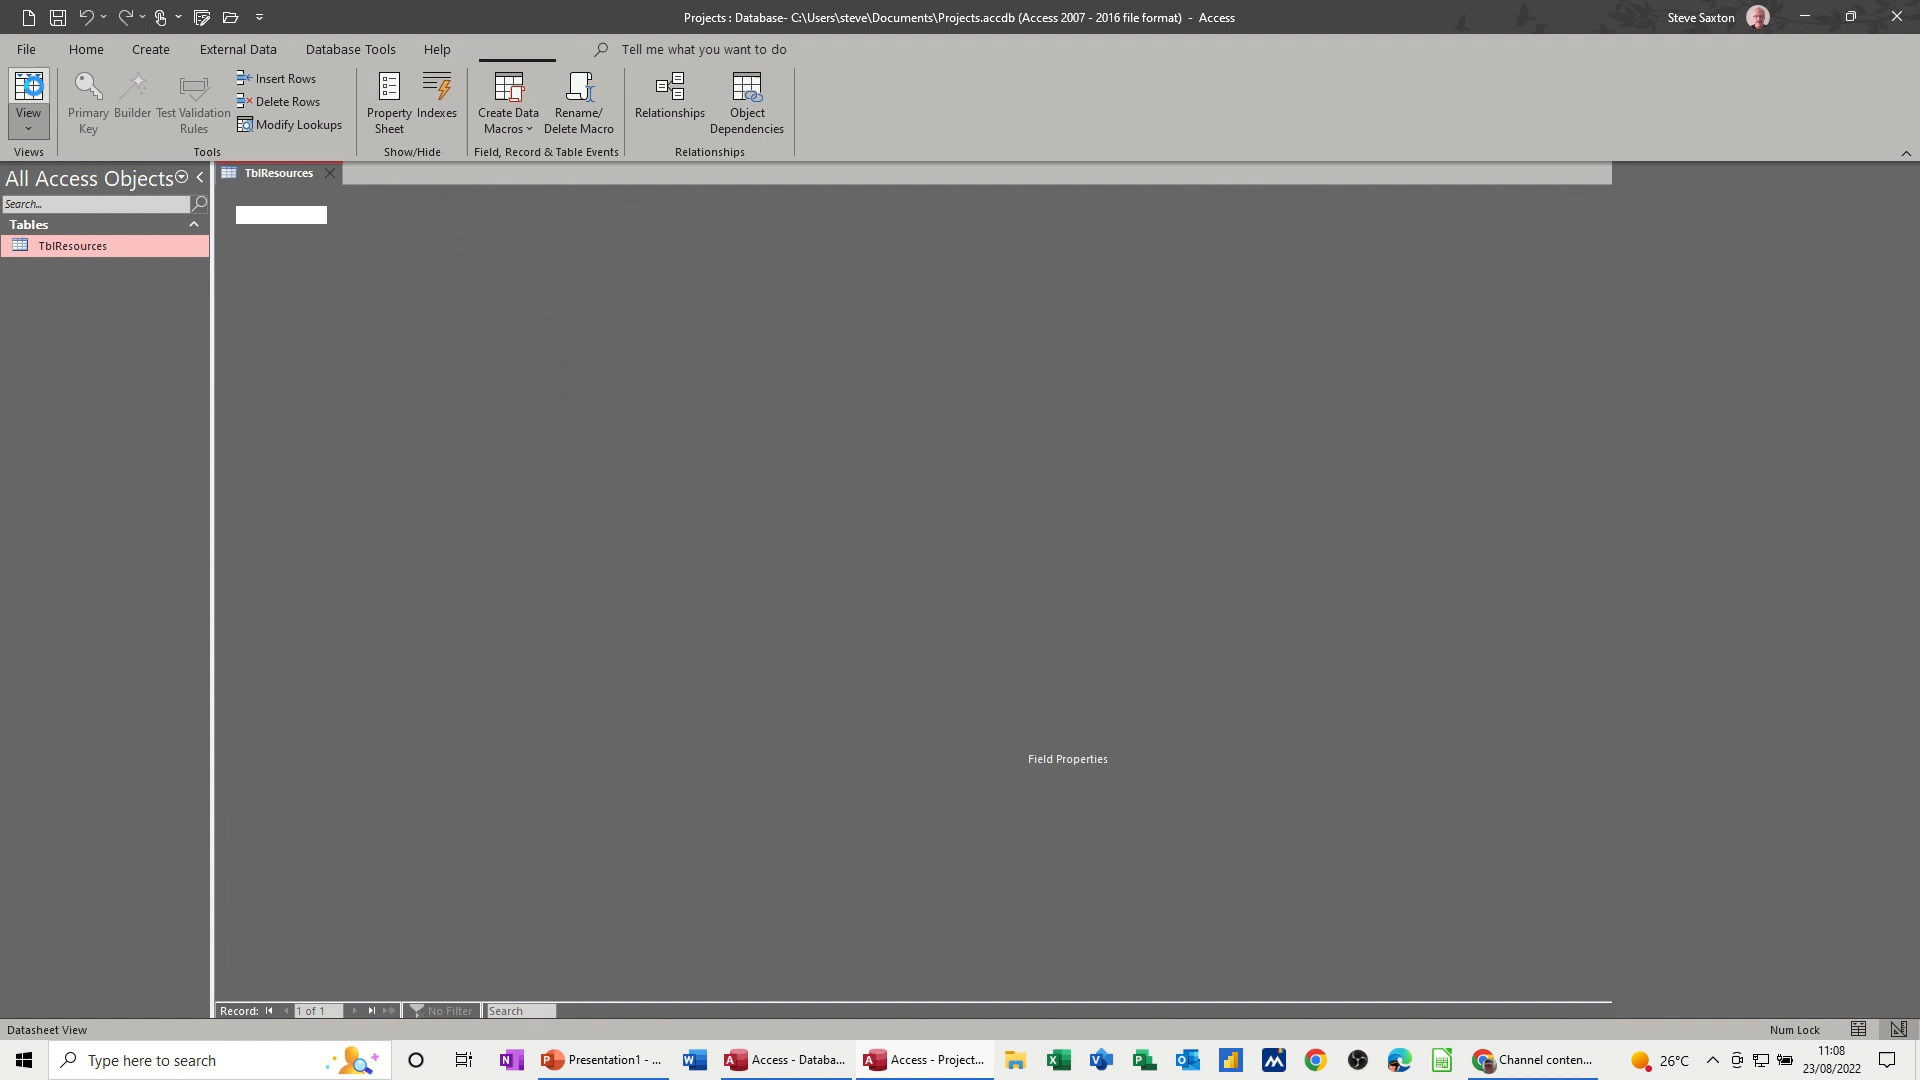 Projects : Database- C:\Users\steve\Documents\Projects.accdb (Access 2007 - 2016 file format) - Access
Steve Saxton
File
Home
Create
External Data
Database Tools
Help
Tell me what you want to do
View
Primary Key
Builder
Test Validation Rules
Insert Rows
Delete Rows
Modify Lookups
Property Sheet
Indexes
Create Data Macros
Rename/ Delete Macro
Relationships
Object Dependencies
Views
Tools
Show/Hide
Field, Record & Table Events
Relationships
All Access Objects
Search...
Tables
TblResources
TblResources
Field Properties
Record:
1 of 1
No Filter
Search
Datasheet View
Num Lock
Type here to search
Presentation1 - ...
Access - Databa...
Access - Project...
Channel conten...
26°C
11:08
23/08/2022